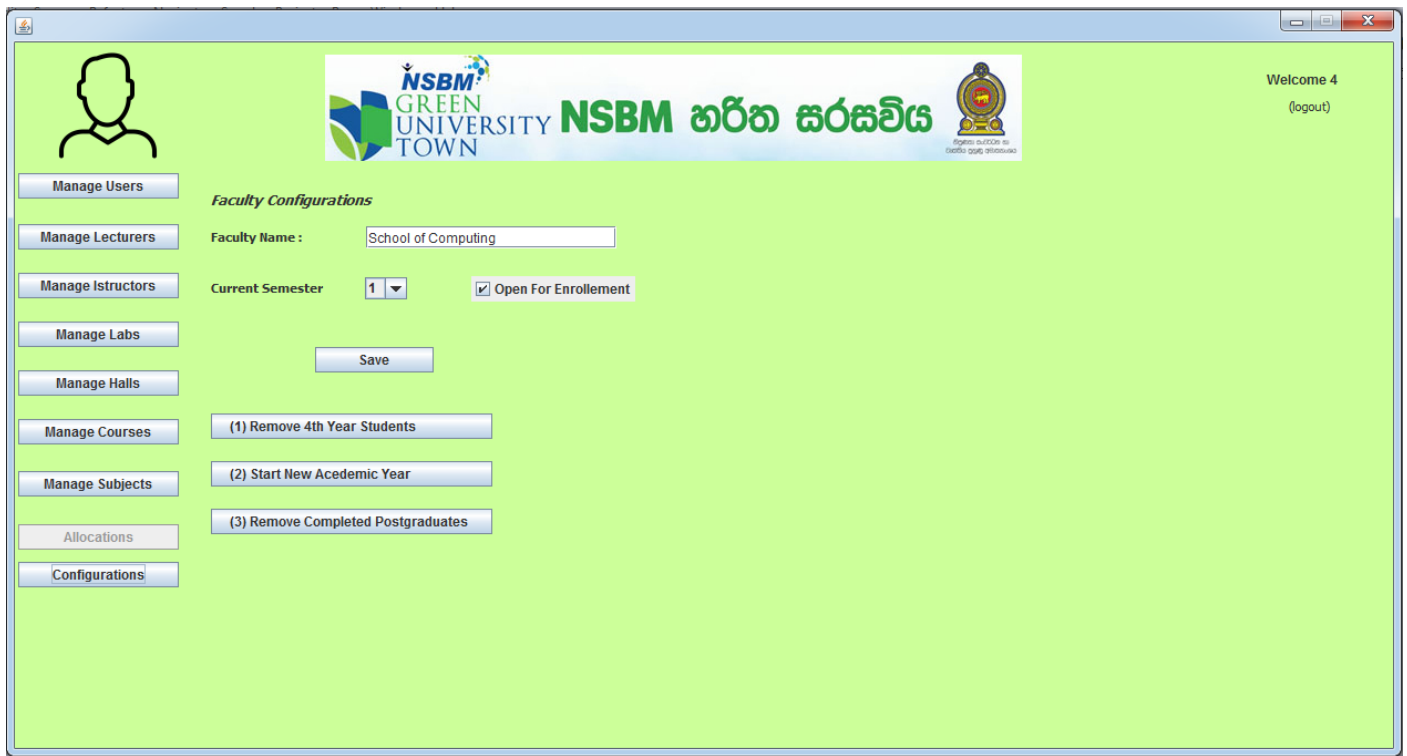 Welcome 4
(logout)
NSBM
GREEN
UNIVERSITY
TOWN
NSBM හරිත සරසවිය
Manage Users
Manage Lecturers
Manage Istructors
Manage Labs
Manage Halls
Manage Courses
Manage Subjects
Allocations
Configurations
Faculty Configurations
Faculty Name : School of Computing
Current Semester 1 Open For Enrollement
Save
(1) Remove 4th Year Students
(2) Start New Acedemic Year
(3) Remove Completed Postgraduates